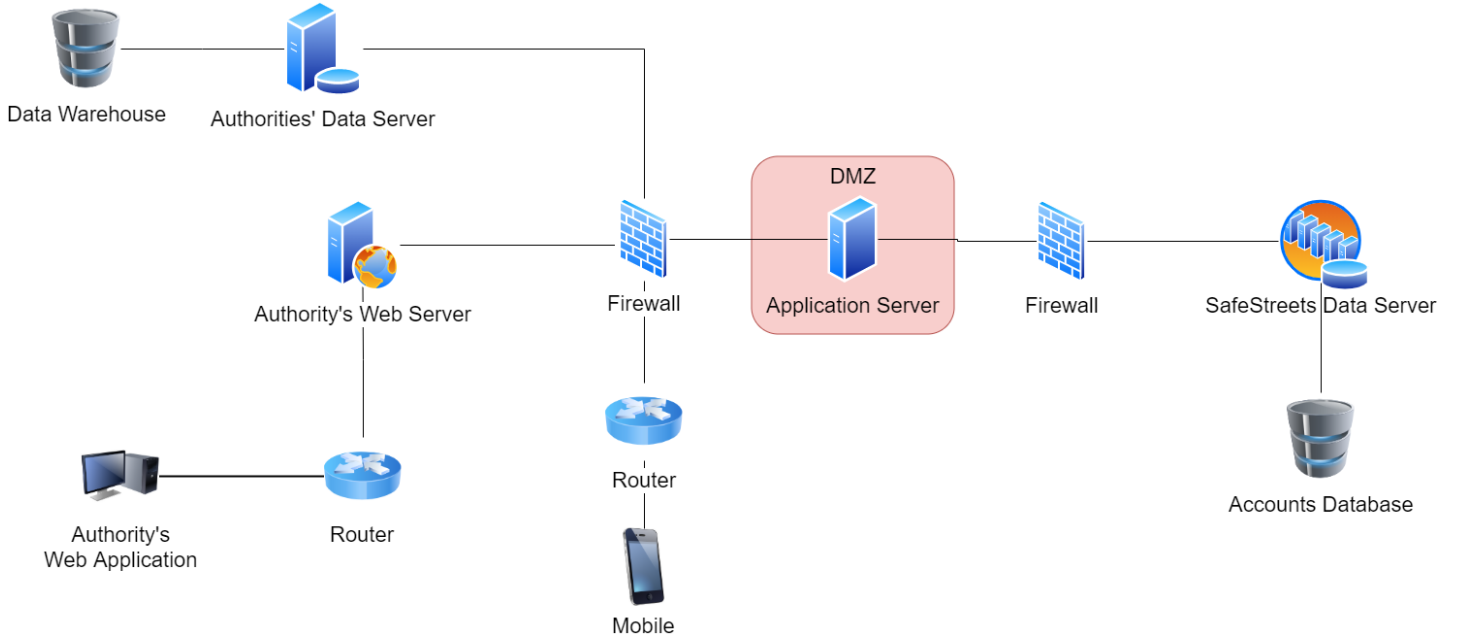 Data Warehouse
Authorities' Data Server
DMZ
Authority's Web Server
Firewall
Application Server
Firewall
SafeStreets Data Server
Router
Accounts Database
Authority's
Web Application
Router
Mobile